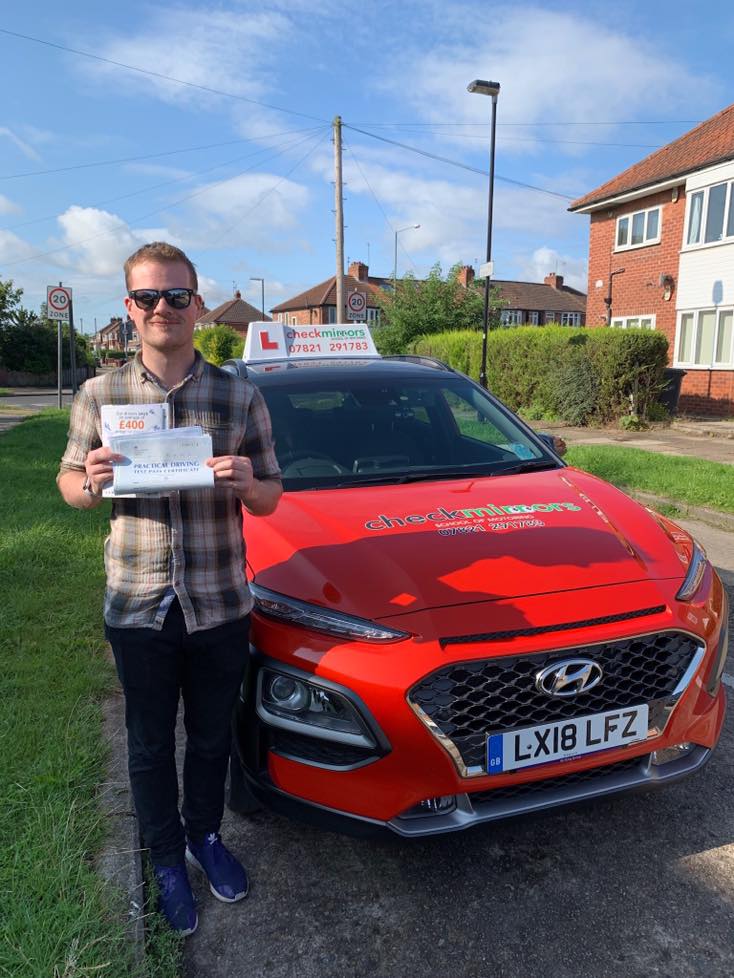 20
ZONE
20
L checkmirrors
07821 291783
£400
PRACTICAL DRIVING
TEST PASS CERTIFICATE
checkmirrors
SCHOOL OF MOTORING
07821 291783
GB
LX18 LFZ